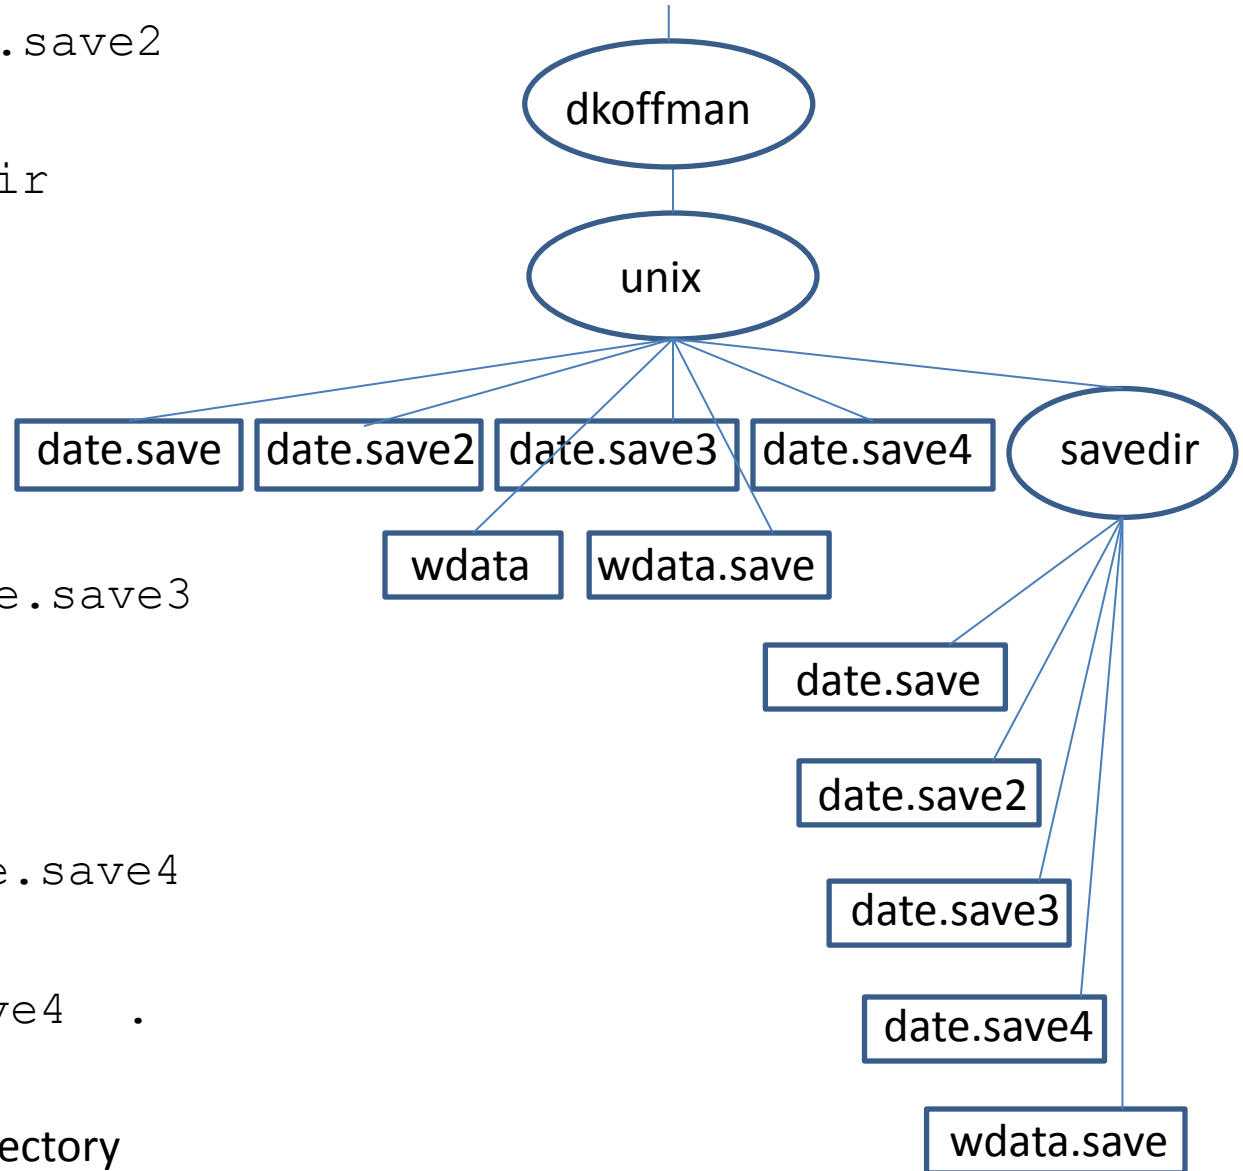 .save2
dkoffman
ir
unix
date.save date.save2 date.save3 date.save4 savedir
wdata wdata.save
e.save3
date.save
date.save2
e.save4
date.save3
ve4 .
date.save4
ectory
wdata.save